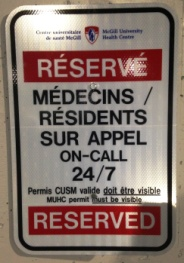 Centre universitaire de santé McGill
McGill University Health Centre
RÉSERVÉ
MÉDECINS /
RÉSIDENTS
SUR APPEL
ON-CALL
24/7
Permis CUSM valide doit être visible
MUHC permit must be visible
RESERVED